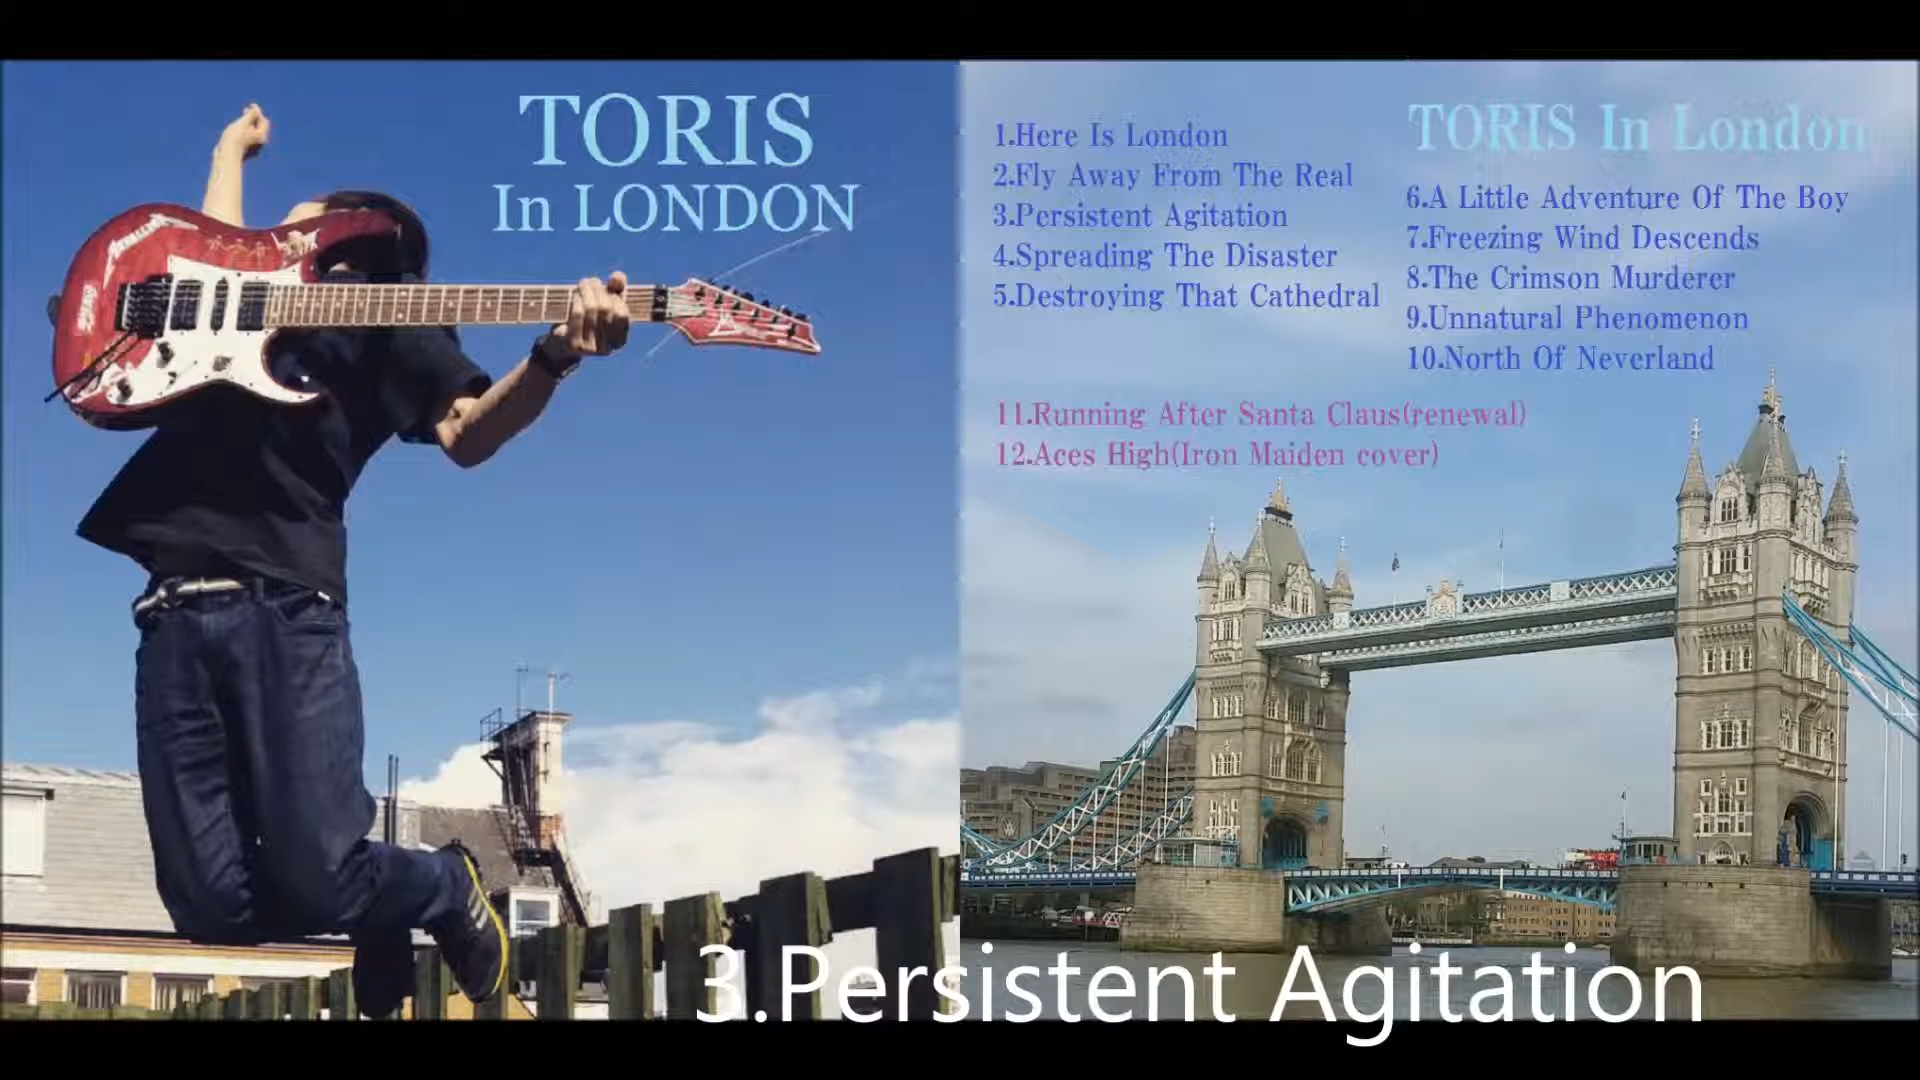 TORIS
In LONDON
TORIS In London
1.Here Is London
2.Fly Away From The Real
3.Persistent Agitation
4.Spreading The Disaster
5.Destroying That Cathedral
6.A Little Adventure Of The Boy
7.Freezing Wind Descends
8.The Crimson Murderer
9.Unnatural Phenomenon
10.North Of Neverland
11.Running After Santa Claus(renewal)
12.Aces High(Iron Maiden cover)
3.Persistent Agitation